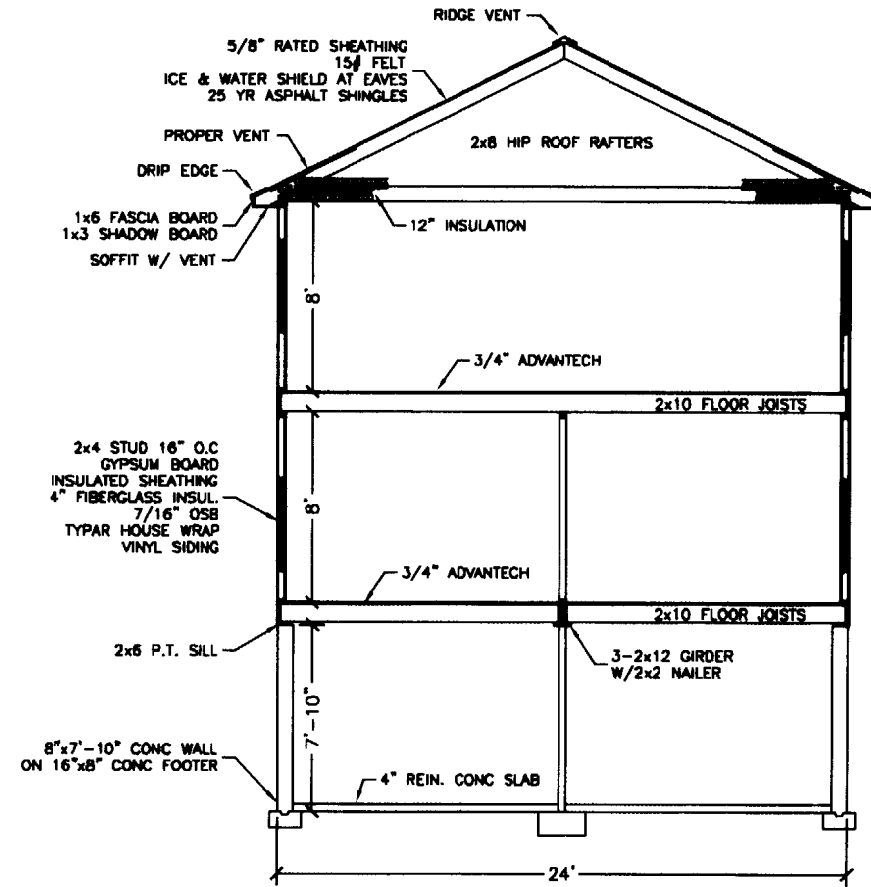 RIDGE VENT
5/8" RATED SHEATHING
15# FELT
ICE & WATER SHIELD AT EAVES
25 YR ASPHALT SHINGLES
PROPER VENT
2x8 HIP ROOF RAFTERS
DRIP EDGE
1x6 FASCIA BOARD
1x3 SHADOW BOARD
12" INSULATION
SOFFIT W/ VENT
8'
3/4" ADVANTECH
2x10 FLOOR JOISTS
2x4 STUD 16" O.C
GYPSUM BOARD
INSULATED SHEATHING
4" FIBERGLASS INSUL.
7/16" OSB
TYPAR HOUSE WRAP
VINYL SIDING
8'
3/4" ADVANTECH
2x10 FLOOR JOISTS
2x6 P.T. SILL
3-2x12 GIRDER
W/2x2 NAILER
7'-10"
8"x7'-10" CONC WALL
ON 16"x8" CONC FOOTER
4" REIN. CONC SLAB
24'